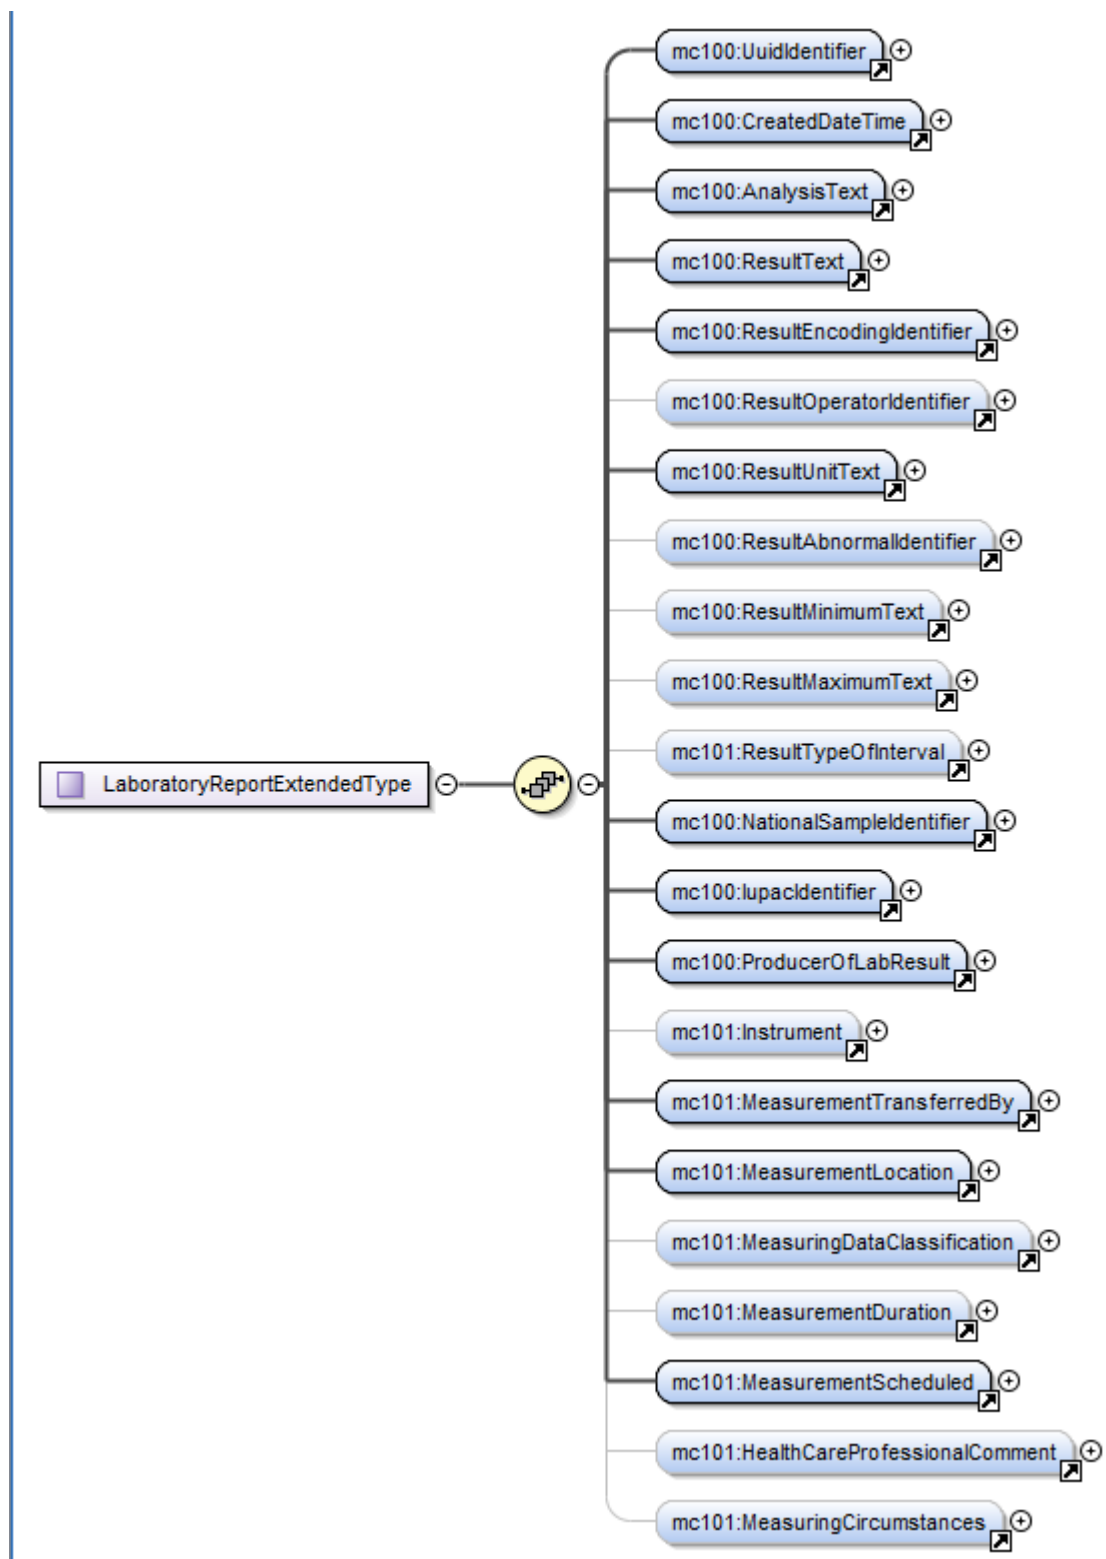 mc100:UuidIdentifier
mc100:CreatedDateTime
mc100:AnalysisText
mc100:ResultText
mc100:ResultEncodingIdentifier
mc100:ResultOperatorIdentifier
mc100:ResultUnitText
mc100:ResultAbnormalIdentifier
mc100:ResultMinimumText
mc100:ResultMaximumText
mc101:ResultTypeOfInterval
LaboratoryReportExtendedType
mc100:NationalSampleIdentifier
mc100:IupacIdentifier
mc100:ProducerOfLabResult
mc101:Instrument
mc101:MeasurementTransferredBy
mc101:MeasurementLocation
mc101:MeasuringDataClassification
mc101:MeasurementDuration
mc101:MeasurementScheduled
mc101:HealthCareProfessionalComment
mc101:MeasuringCircumstances